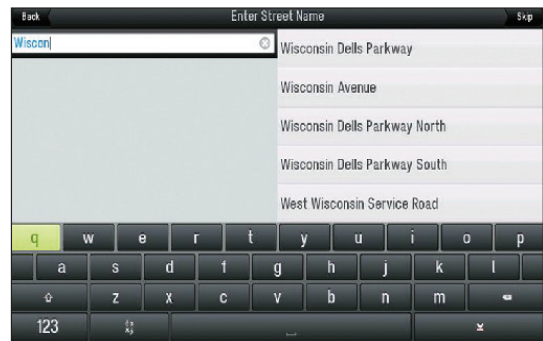 Back Enter Street Name Skip
Wiscon
Wisconsin Dells Parkway
Wisconsin Avenue
Wisconsin Dells Parkway North
Wisconsin Dells Parkway South
West Wisconsin Service Road
q w e r t y u i o p
a s d f g h j k l
z x c v b n m
123